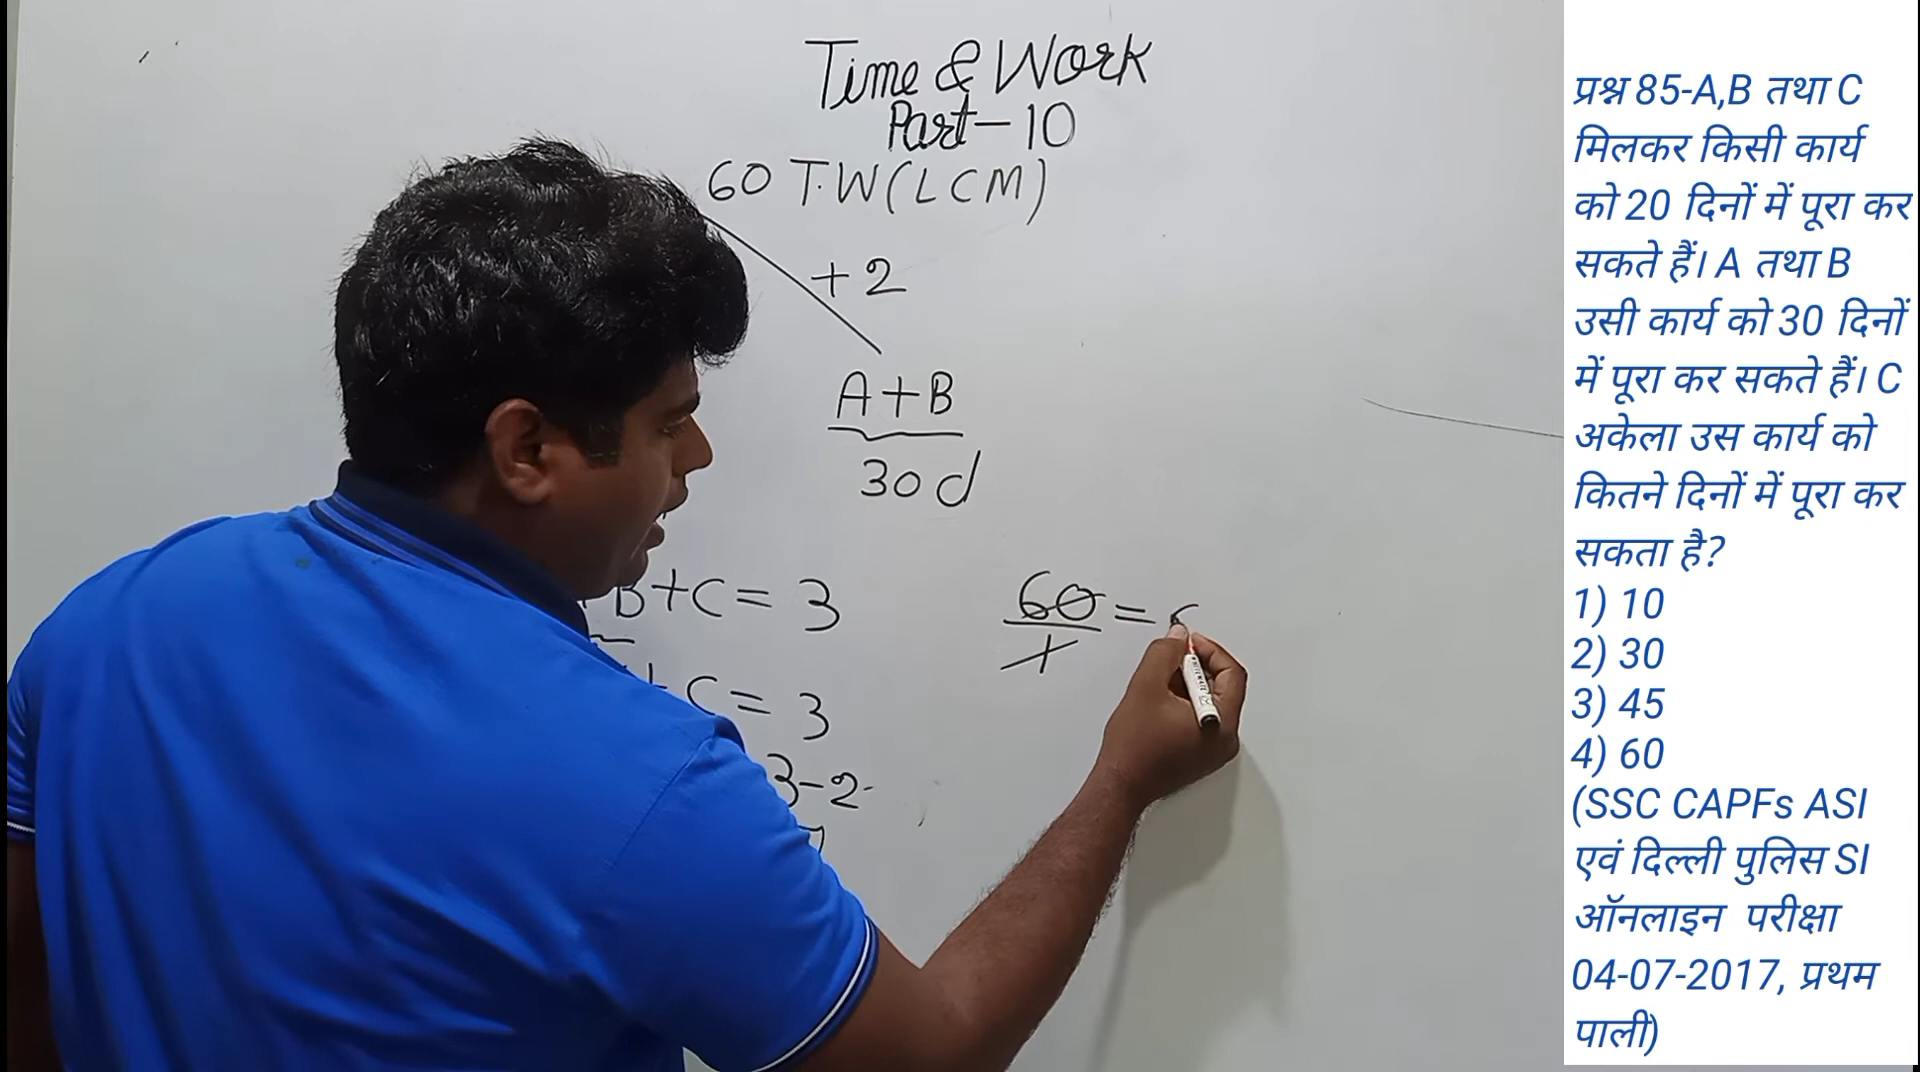 Time & Work
Part-10
60 T.W(LCM)
+2
A+B
30d
B+C= 3
60 =
1
C= 3
3-2
प्रश्न 85-A,B तथा C
मिलकर किसी कार्य
को 20 दिनों में पूरा कर
सकते हैं। A तथा B
उसी कार्य को 30 दिनों
में पूरा कर सकते हैं। C
अकेला उस कार्य को
कितने दिनों में पूरा कर
सकता है?
1) 10
2) 30
3) 45
4) 60
(SSC CAPFs ASI
एवं दिल्ली पुलिस SI
ऑनलाइन परीक्षा
04-07-2017, प्रथम
पाली)